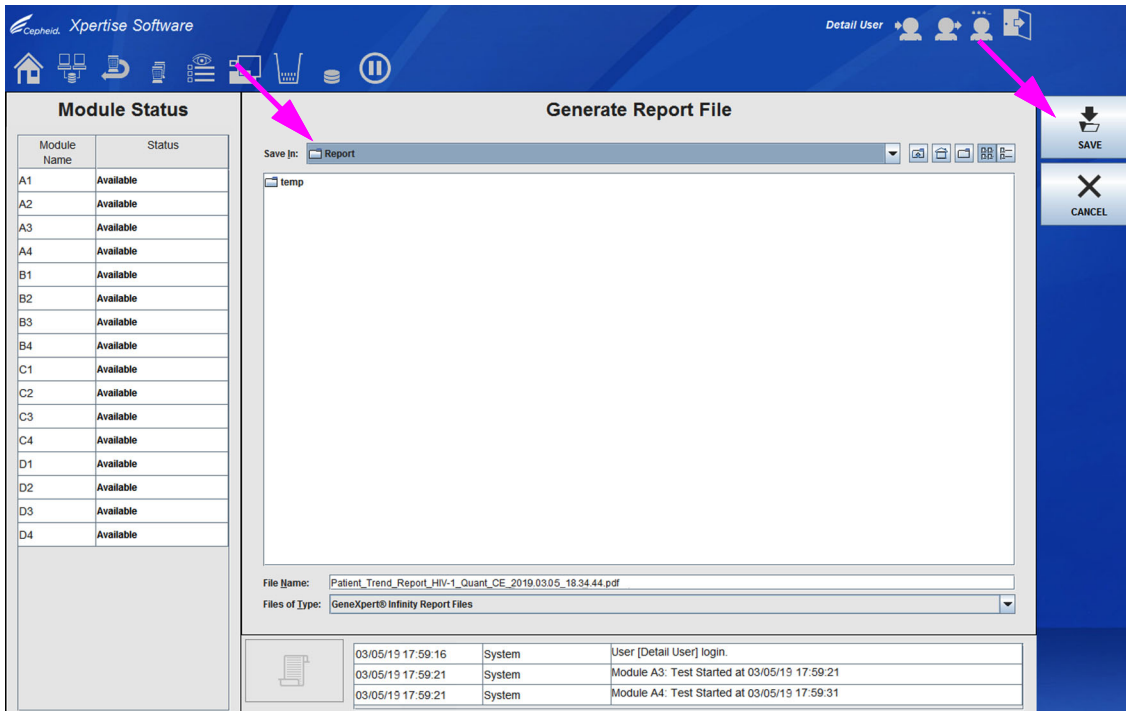 Cepheid. Xpertise Software
Detail User
Module Status
Module Name
Status
A1 Available
A2 Available
A3 Available
A4 Available
B1 Available
B2 Available
B3 Available
B4 Available
C1 Available
C2 Available
C3 Available
C4 Available
D1 Available
D2 Available
D3 Available
D4 Available
Generate Report File
Save In: Report
temp
File Name: Patient_Trend_Report_HIV-1_Quant_CE_2019.03.05_18.34.44.pdf
Files of Type: GeneXpert® Infinity Report Files
03/05/19 17:59:16 System User [Detail User] login.
03/05/19 17:59:21 System Module A3: Test Started at 03/05/19 17:59:21
03/05/19 17:59:21 System Module A4: Test Started at 03/05/19 17:59:31
SAVE
CANCEL